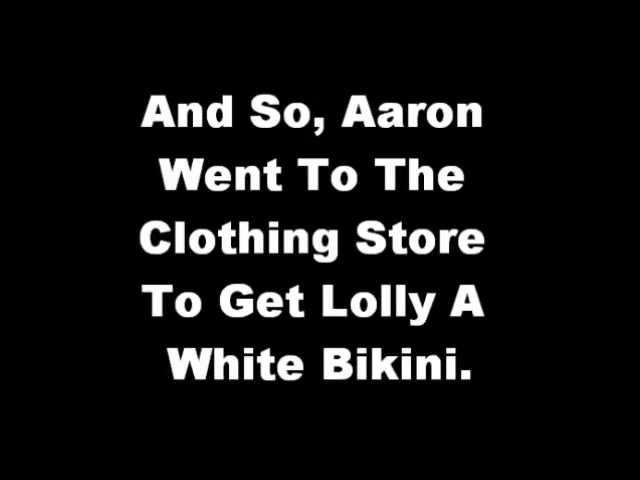 And So, Aaron
Went To The
Clothing Store
To Get Lolly A
White Bikini.